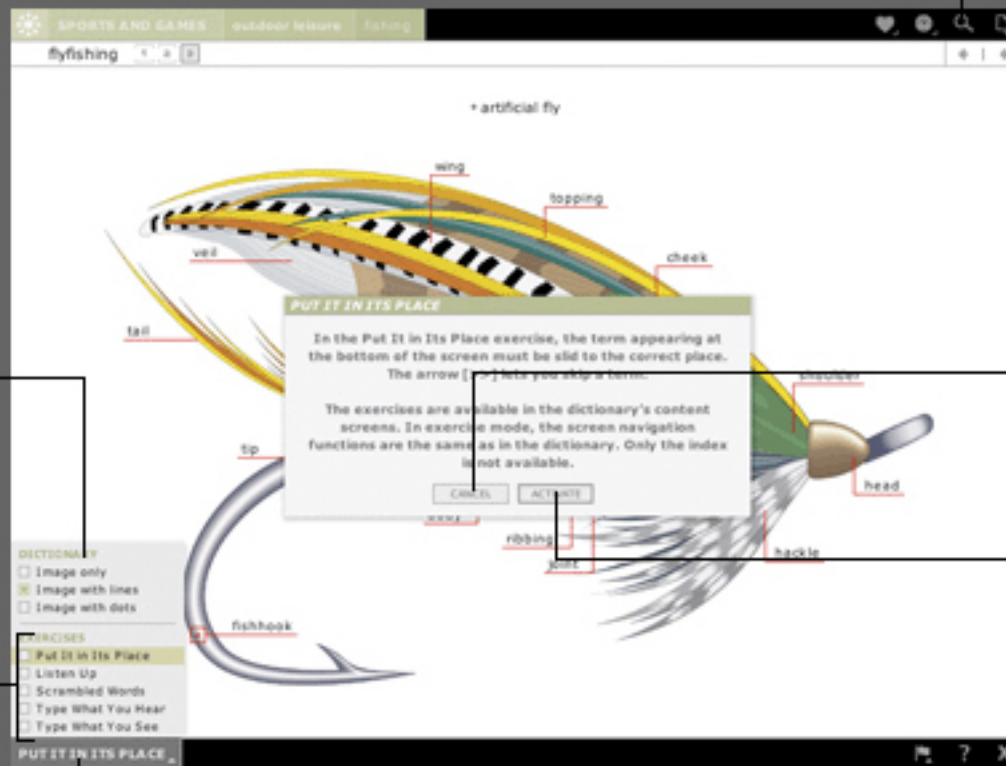 SPORTS AND GAMES outdoor leisure fishing
flyfishing
• artificial fly
wing
topping
veil
cheek
tail
PUT IT IN ITS PLACE
In the Put It in Its Place exercise, the term appearing at
the bottom of the screen must be slid to the correct place.
The arrow [>>] lets you skip a term.
shoulder
The exercises are available in the dictionary's content
screens. In exercise mode, the screen navigation
functions are the same as in the dictionary. Only the index
is not available.
tip
head
CANCEL ACTIVATE
body
ribbing
joint
hackle
DICTIONARY
Image only
Image with lines
Image with dots
fishhook
EXERCISES
Put It in Its Place
Listen Up
Scrambled Words
Type What You Hear
Type What You See
PUT IT IN ITS PLACE
?